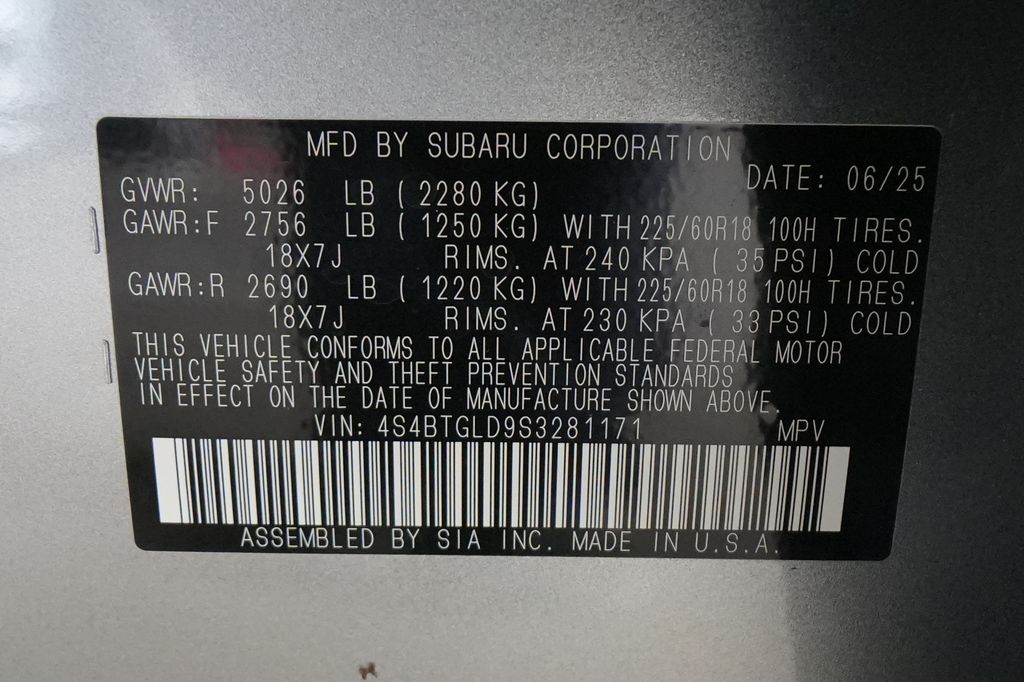 MFD BY SUBARU CORPORATION
DATE: 06/25
GVWR: 5026 LB ( 2280 KG)
GAWR:F 2756 LB ( 1250 KG) WITH 225/60R18 100H TIRES.
18X7J RIMS. AT 240 KPA ( 35 PSI) COLD
GAWR:R 2690 LB ( 1220 KG) WITH 225/60R18 100H TIRES.
18X7J RIMS. AT 230 KPA ( 33 PSI) COLD
THIS VEHICLE CONFORMS TO ALL APPLICABLE FEDERAL MOTOR
VEHICLE SAFETY AND THEFT PREVENTION STANDARDS
IN EFFECT ON THE DATE OF MANUFACTURE SHOWN ABOVE.
VIN: 4S4BTGLD9S3281171 MPV
ASSEMBLED BY SIA INC. MADE IN U.S.A.